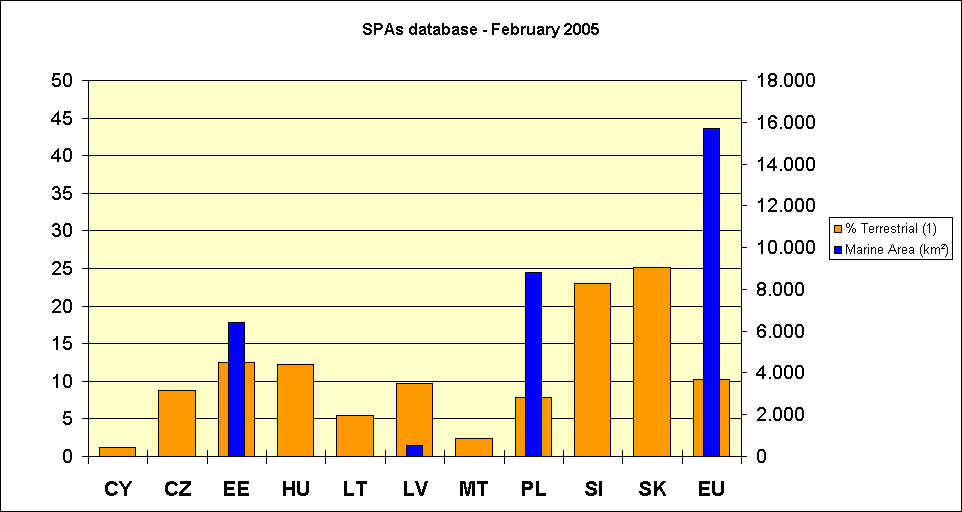 SPAs database - February 2005
50 18.000
45 16.000
40 14.000
35 12.000
30 10.000
25 8.000
20 6.000
15 4.000
10 2.000
5 0
0
% Terrestrial (1)
Marine Area (km²)
CY CZ EE HU LT LV MT PL SI SK EU